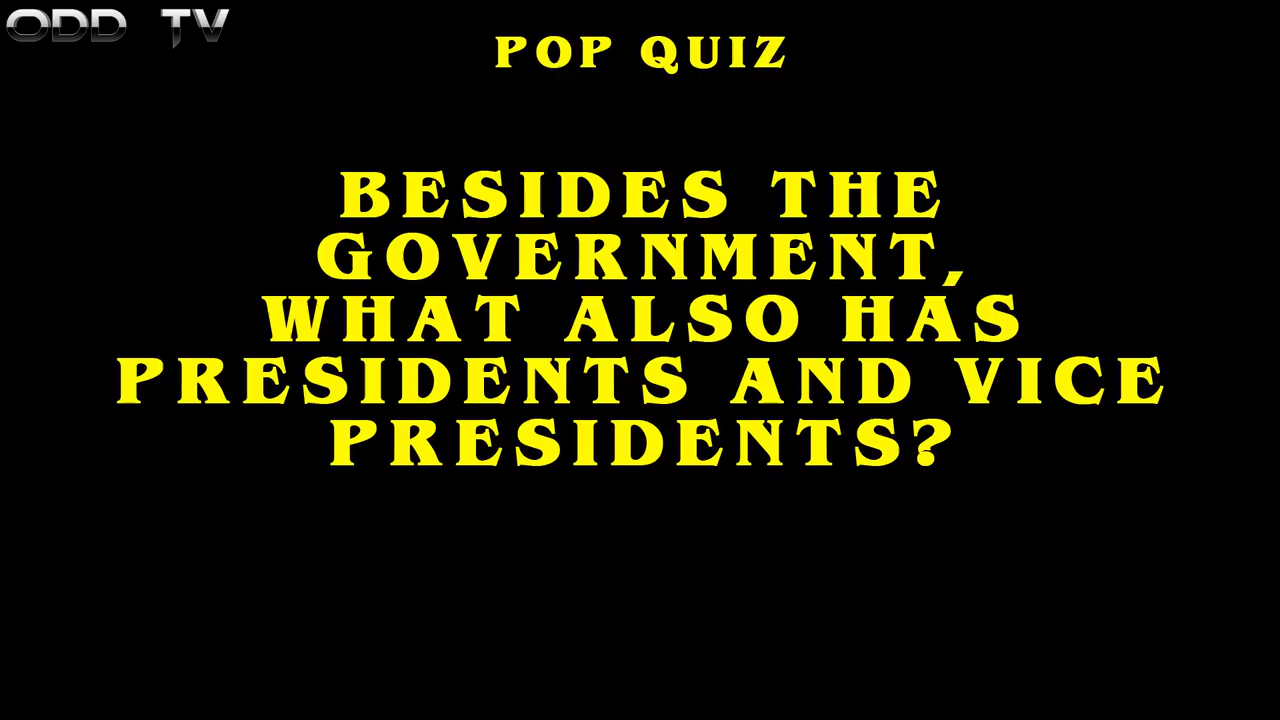 ODD TV
POP QUIZ
BESIDES THE
GOVERNMENT,
WHAT ALSO HAS
PRESIDENTS AND VICE
PRESIDENTS?